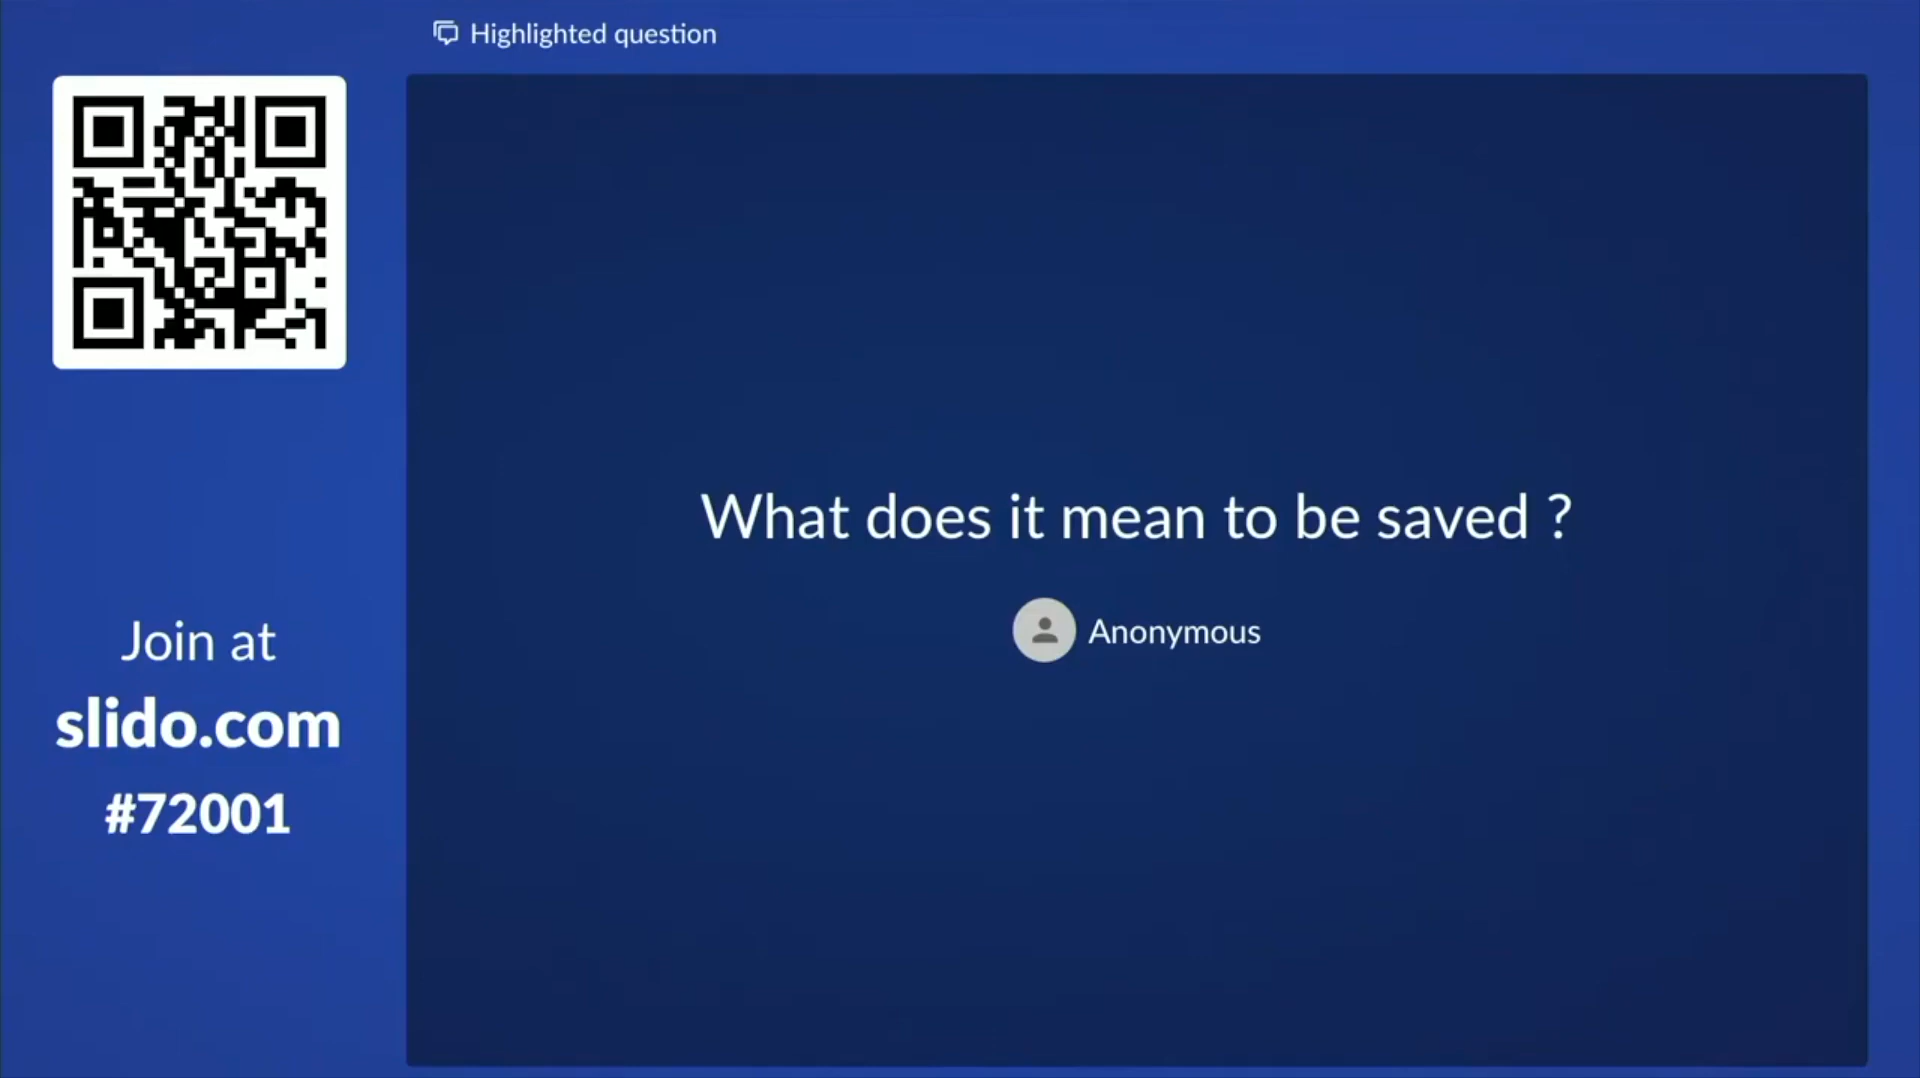 Highlighted question
What does it mean to be saved ?
Anonymous
Join at
slido.com
#72001